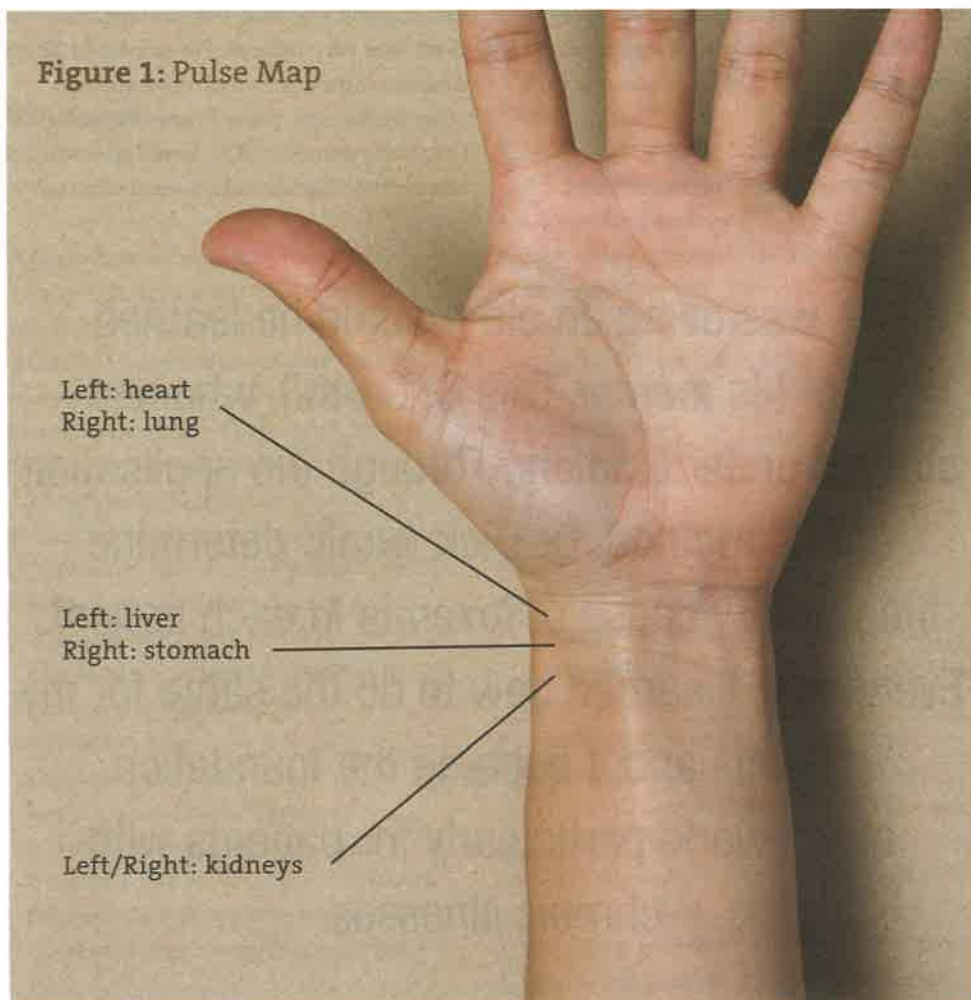 Figure 1: Pulse Map
Left: heart
Right: lung
Left: liver
Right: stomach
Left/Right: kidneys